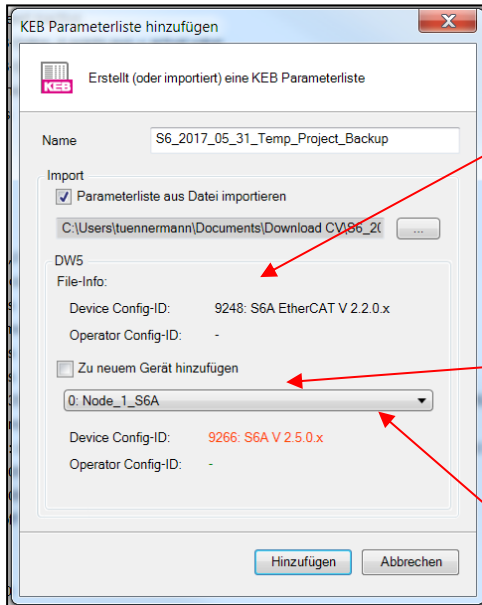 KEB Parameterliste hinzufügen
KEB
Erstellt (oder importiert) eine KEB Parameterliste
Name S6_2017_05_31_Temp_Project_Backup
Import
Parameterliste aus Datei importieren
C:\Users\tuennermann\Documents\Download CV\S6_20 ...
DW5
File-Info:
Device Config-ID: 9248: S6A EtherCAT V 2.2.0.x
Operator Config-ID: -
Zu neuem Gerät hinzufügen
0: Node_1_S6A
Device Config-ID: 9266: S6A V 2.5.0.x
Operator Config-ID: -
Hinzufügen Abbrechen